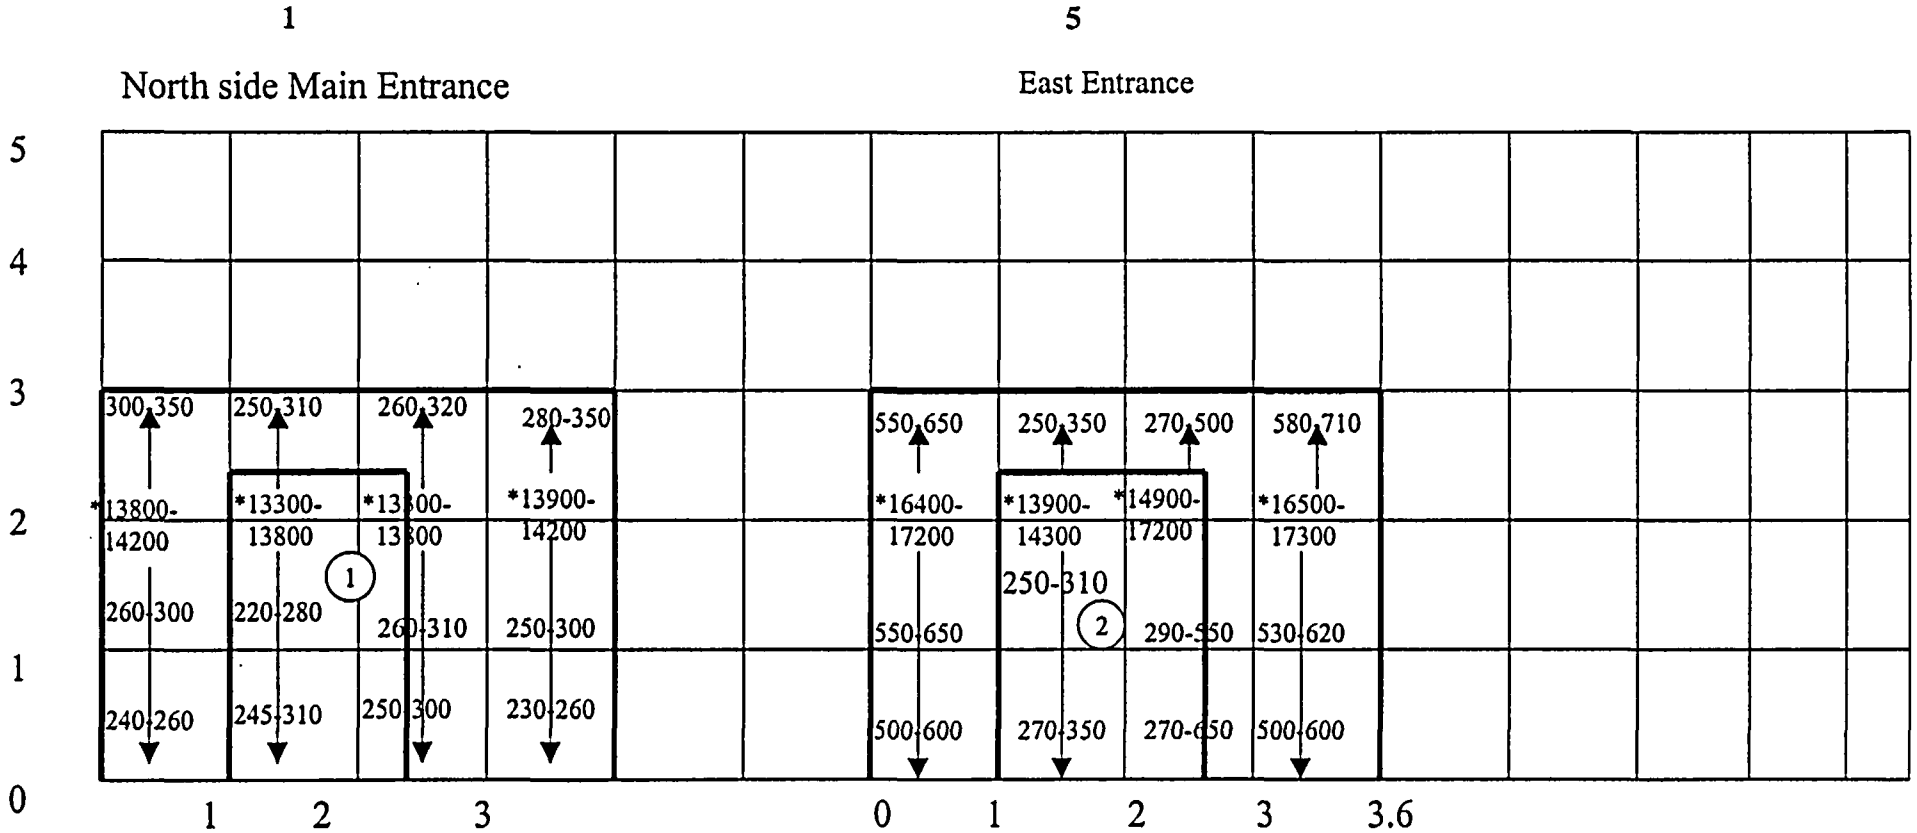 1 5
North side Main Entrance East Entrance
5
4
3
300-350 250-310 260-320 280-350 550-650 250-350 270-500 580-710
*13800- *13300- *13300- *13900- *16400- *13900- *14900- *16500-
2
14200 13800 13800 14200 17200 14300 17200 17300
1 250-310
260-300 220-280 260-310 250-300 550-650 2 290-550 530-620
1
240-260 245-310 250-300 230-260 500-600 270-350 270-650 500-600
0
1 2 3 0 1 2 3 3.6